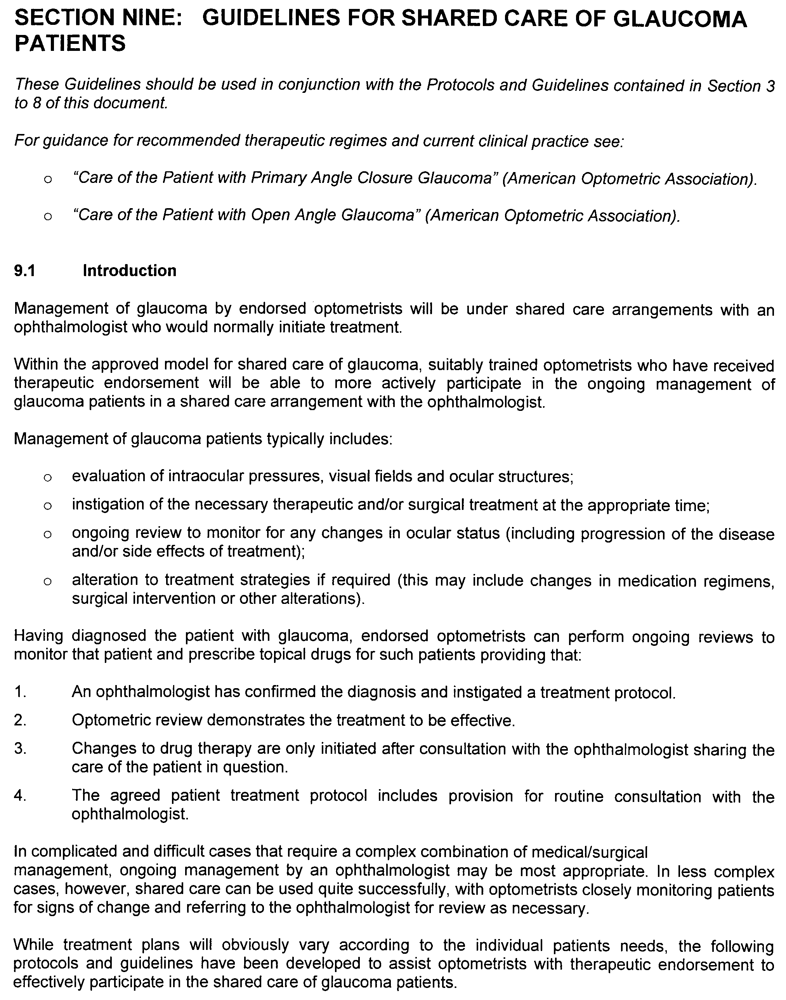 SECTION NINE: GUIDELINES FOR SHARED CARE OF GLAUCOMA
PATIENTS
These Guidelines should be used in conjunction with the Protocols and Guidelines contained in Section 3
to 8 of this document.
For guidance for recommended therapeutic regimes and current clinical practice see:
o "Care of the Patient with Primary Angle Closure Glaucoma" (American Optometric Association).
o "Care of the Patient with Open Angle Glaucoma" (American Optometric Association).
9.1 Introduction
Management of glaucoma by endorsed optometrists will be under shared care arrangements with an
ophthalmologist who would normally initiate treatment.
Within the approved model for shared care of glaucoma, suitably trained optometrists who have received
therapeutic endorsement will be able to more actively participate in the ongoing management of
glaucoma patients in a shared care arrangement with the ophthalmologist.
Management of glaucoma patients typically includes:
o evaluation of intraocular pressures, visual fields and ocular structures;
o instigation of the necessary therapeutic and/or surgical treatment at the appropriate time;
o ongoing review to monitor for any changes in ocular status (including progression of the disease
and/or side effects of treatment);
o alteration to treatment strategies if required (this may include changes in medication regimens,
surgical intervention or other alterations).
Having diagnosed the patient with glaucoma, endorsed optometrists can perform ongoing reviews to
monitor that patient and prescribe topical drugs for such patients providing that:
1. An ophthalmologist has confirmed the diagnosis and instigated a treatment protocol.
2. Optometric review demonstrates the treatment to be effective.
3. Changes to drug therapy are only initiated after consultation with the ophthalmologist sharing the
care of the patient in question.
4. The agreed patient treatment protocol includes provision for routine consultation with the
ophthalmologist.
In complicated and difficult cases that require a complex combination of medical/surgical
management, ongoing management by an ophthalmologist may be most appropriate. In less complex
cases, however, shared care can be used quite successfully, with optometrists closely monitoring patients
for signs of change and referring to the ophthalmologist for review as necessary.
While treatment plans will obviously vary according to the individual patients needs, the following
protocols and guidelines have been developed to assist optometrists with therapeutic endorsement to
effectively participate in the shared care of glaucoma patients.